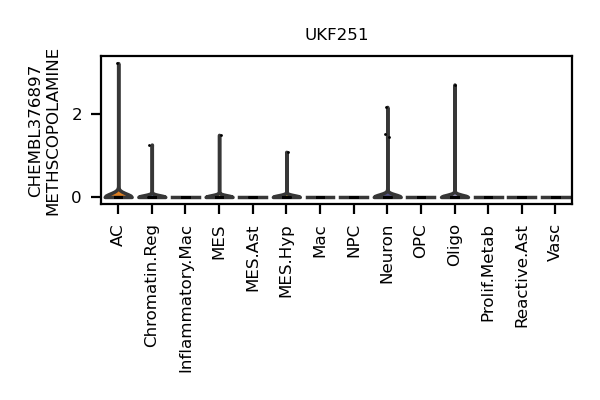 UKF251
CHEMBL376897
METHSCOPOLAMINE
2
0
AC
Chromatin.Reg
Inflammatory.Mac
MES
MES.Ast
MES.Hyp
Mac
NPC
Neuron
OPC
Oligo
Prolif.Metab
Reactive.Ast
Vasc